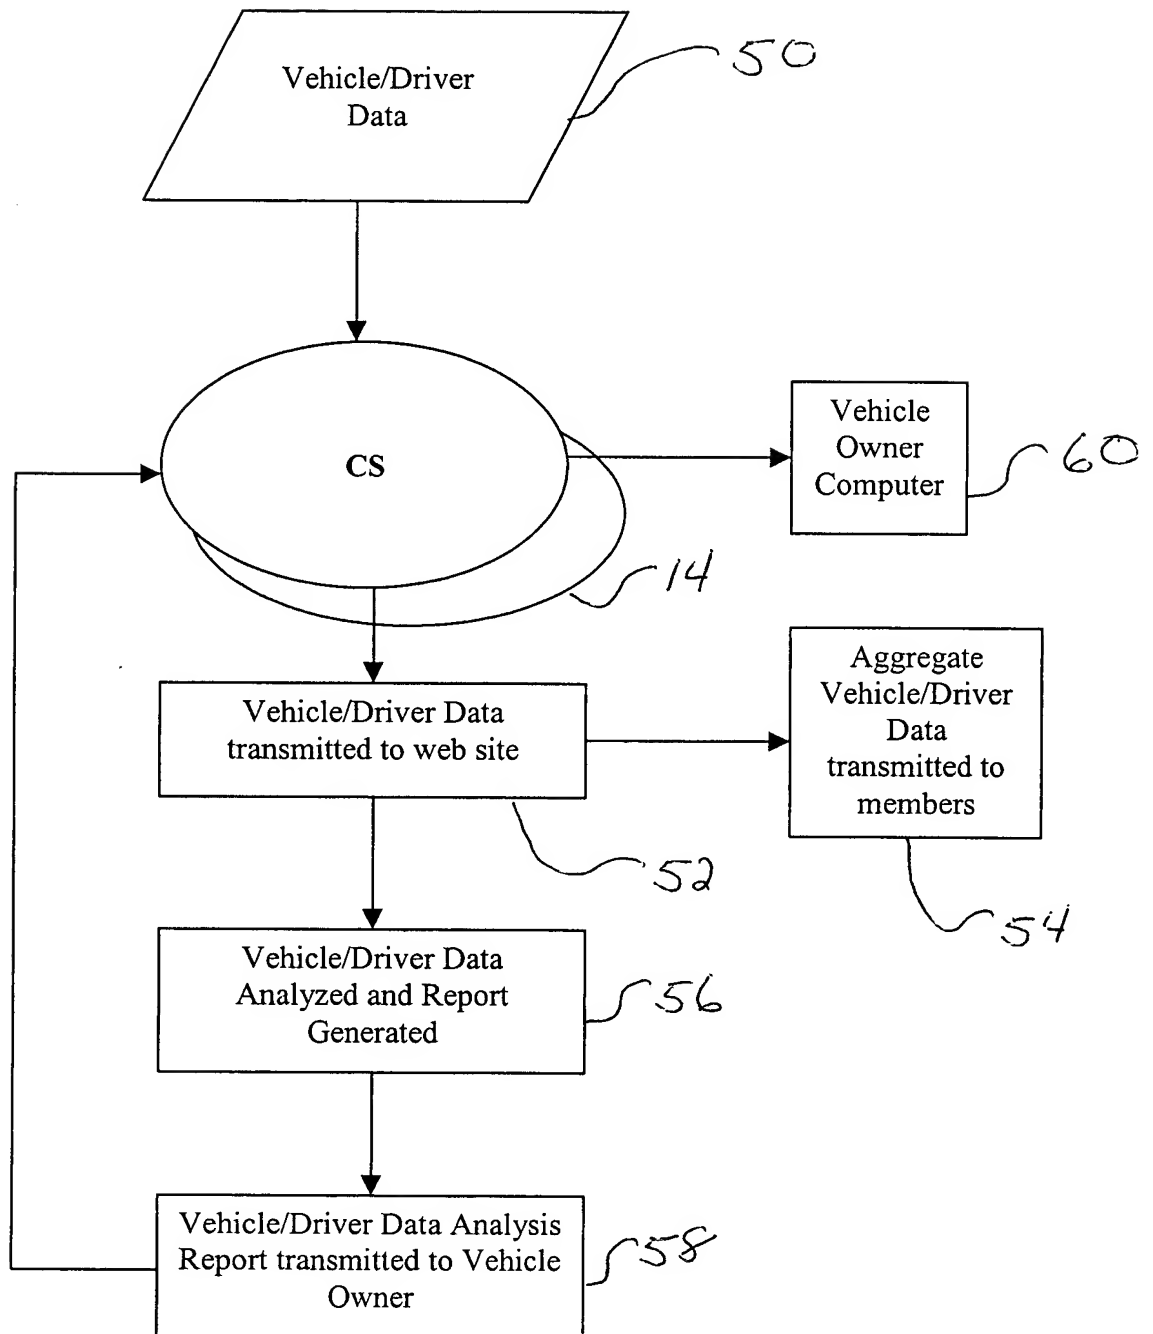 Vehicle/Driver
Data
50
CS
Vehicle
Owner
Computer
60
14
Vehicle/Driver Data
transmitted to web site
52
Aggregate
Vehicle/Driver
Data
transmitted to
members
54
Vehicle/Driver Data
Analyzed and Report
Generated
56
Vehicle/Driver Data Analysis
Report transmitted to Vehicle
Owner
58